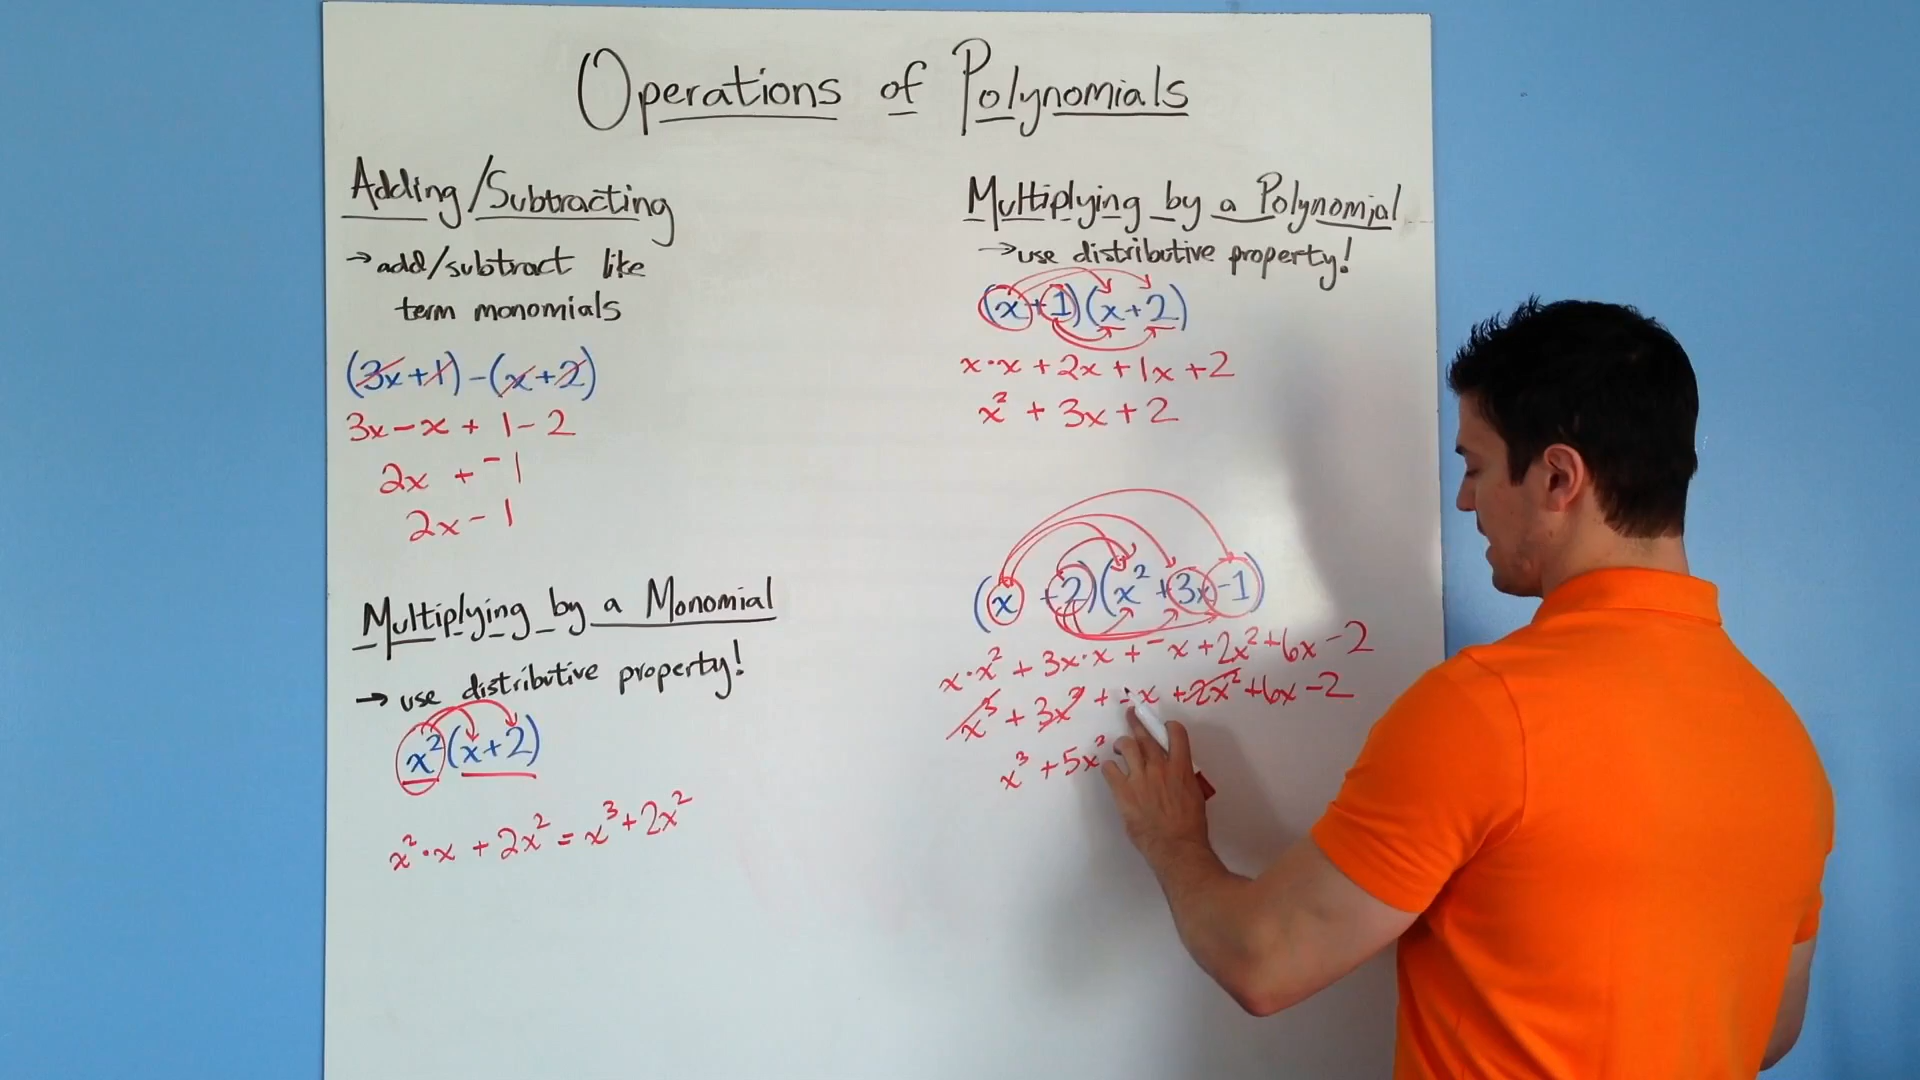 Operations of Polynomials
Adding/Subtracting
→ add/subtract like
term monomials
(3x+1) - (x+2)
3x - x + 1 - 2
2x + ⁻1
2x - 1
Multiplying by a Monomial
→ use distributive property!
x²(x+2)
x²·x + 2x² = x³+2x²
Multiplying by a Polynomial
→ use distributive property!
(x+1)(x+2)
x·x + 2x + 1x + 2
x² + 3x + 2
(x + 2)(x² + 3x - 1)
x·x² + 3x·x + ⁻x + 2x² + 6x - 2
x³ + 3x² + ⁻x + 2x² + 6x - 2
x³ + 5x²